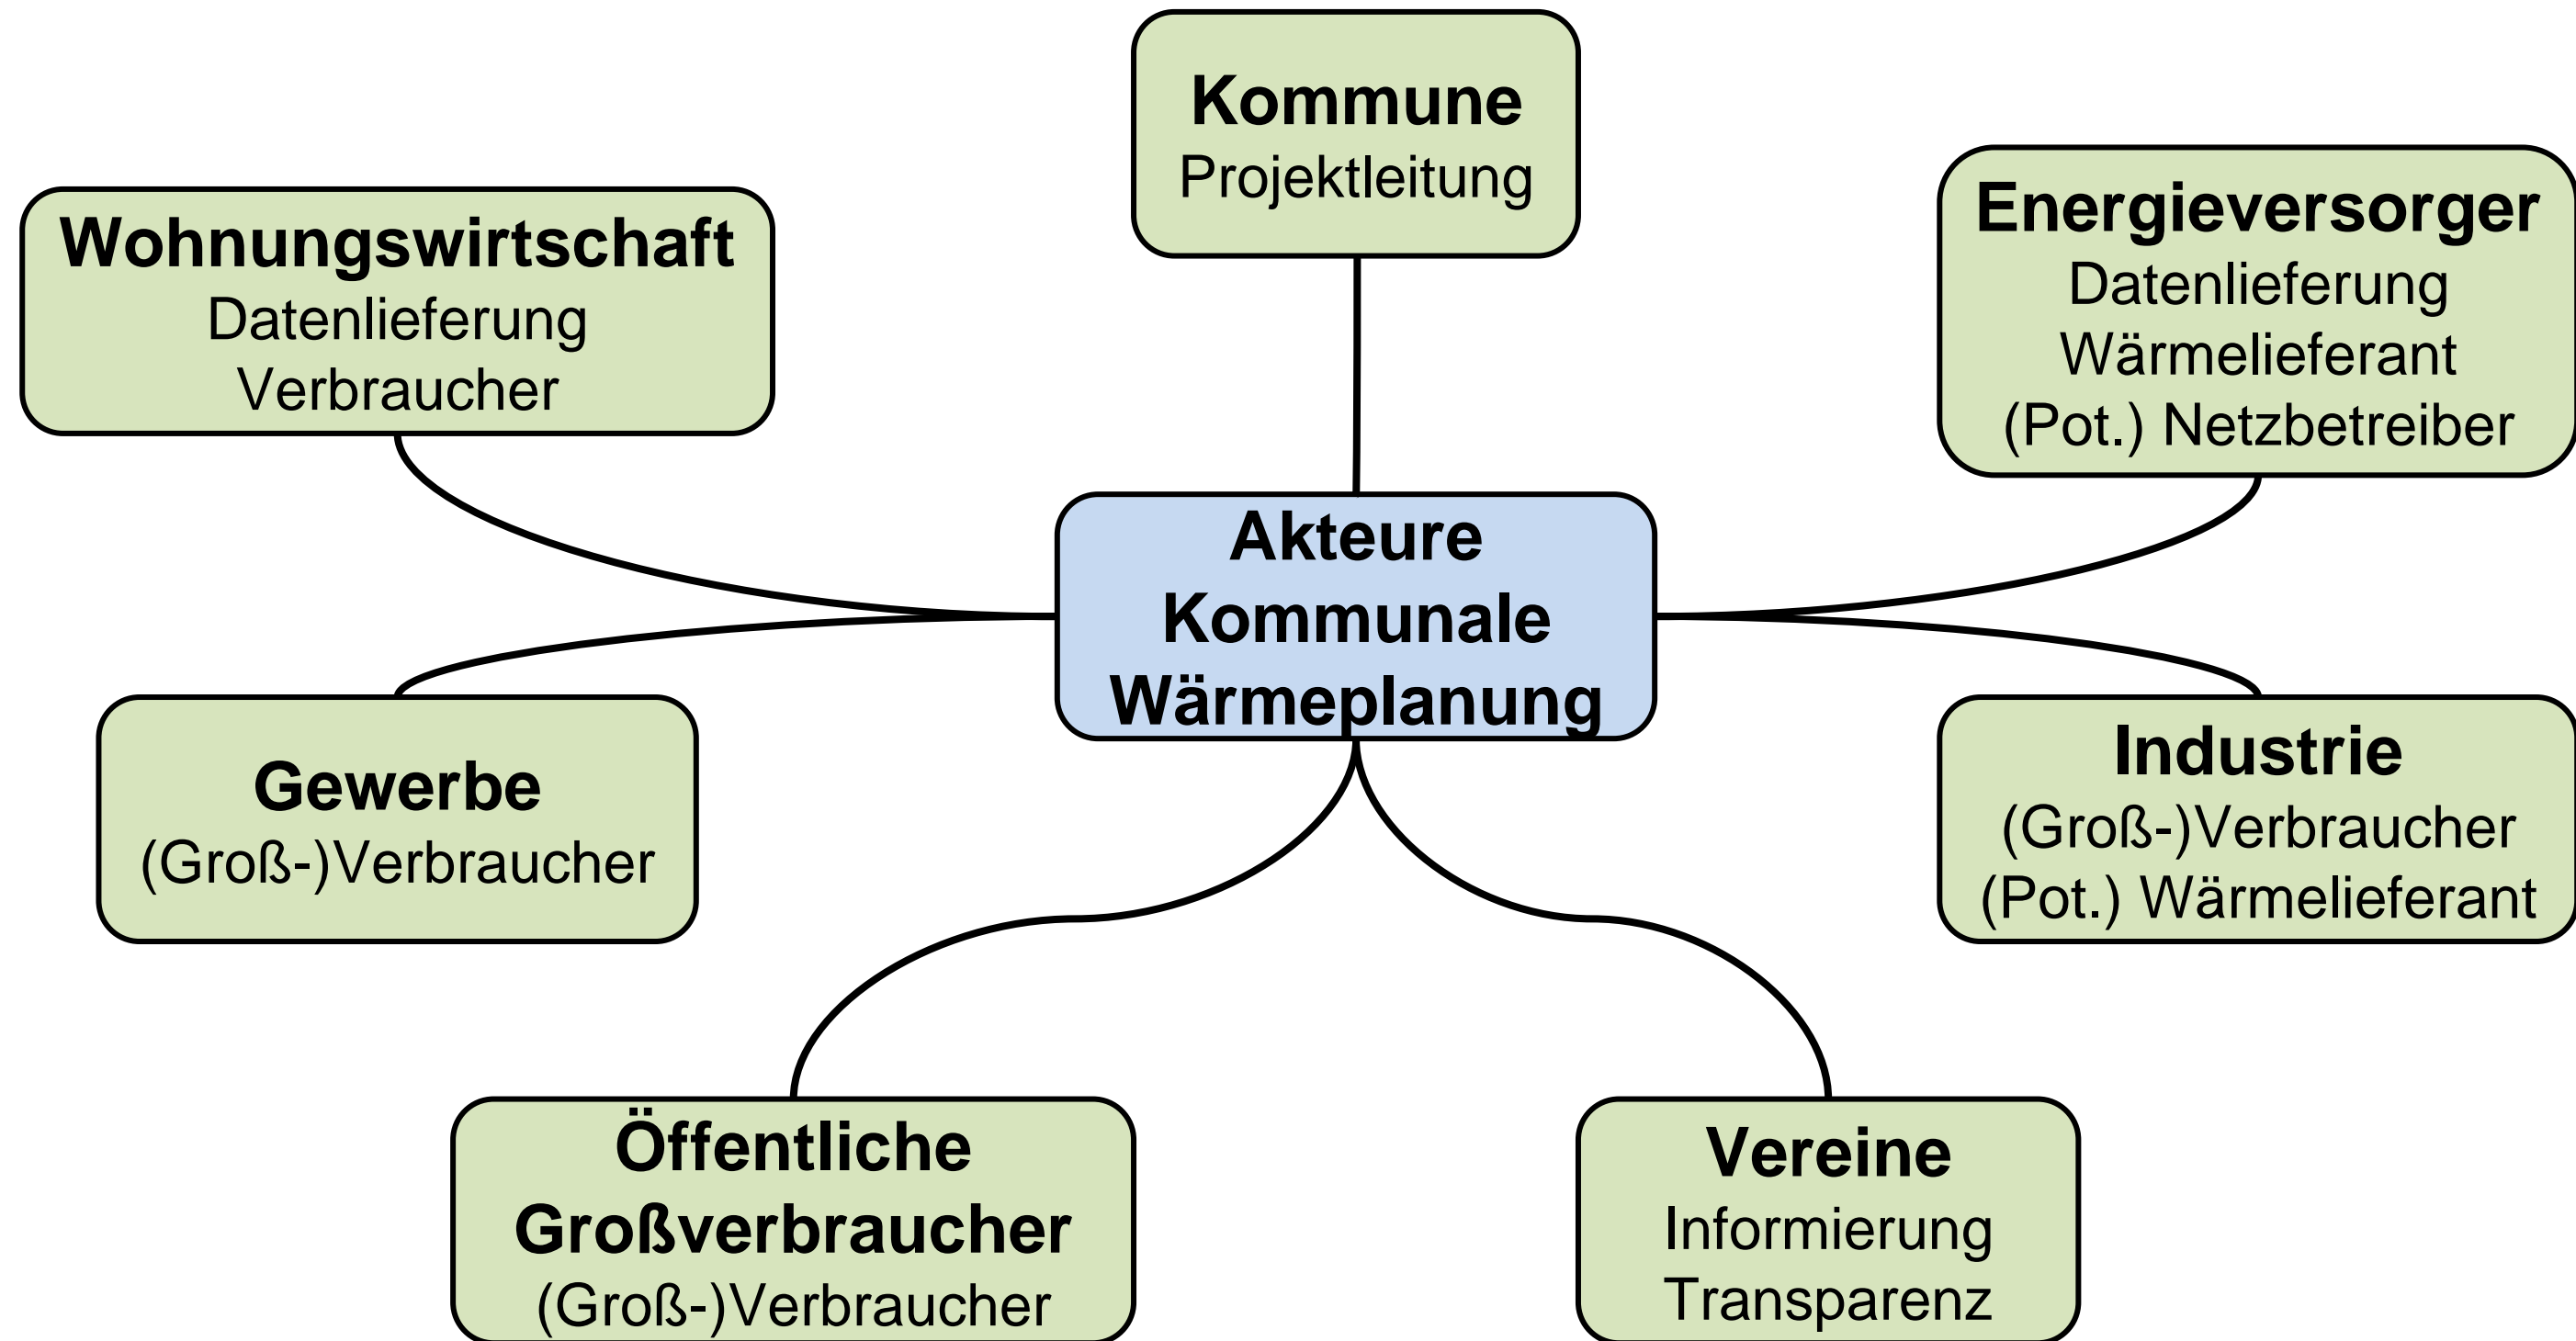 Kommune
Projektleitung
Wohnungswirtschaft
Datenlieferung
Verbraucher
Energieversorger
Datenlieferung
Wärmelieferant
(Pot.) Netzbetreiber
Akteure
Kommunale
Wärmeplanung
Gewerbe
(Groß-)Verbraucher
Industrie
(Groß-)Verbraucher
(Pot.) Wärmelieferant
Öffentliche
Großverbraucher
(Groß-)Verbraucher
Vereine
Informierung
Transparenz